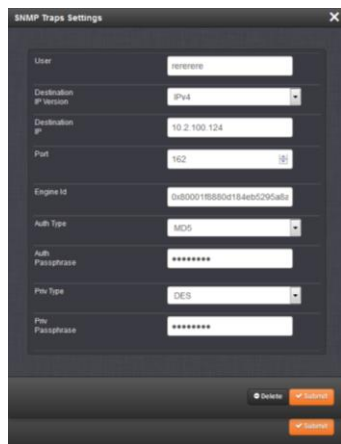 SNMP Traps Settings
User
rererere
Destination
IP Version
IPv4
Destination
IP
10.2.100.124
Port
162
Engine Id
0x80001f8880d184eb5295a8a
Auth Type
MD5
Auth
Passphrase
••••••••
Priv Type
DES
Priv
Passphrase
••••••••
Delete
Submit
Submit